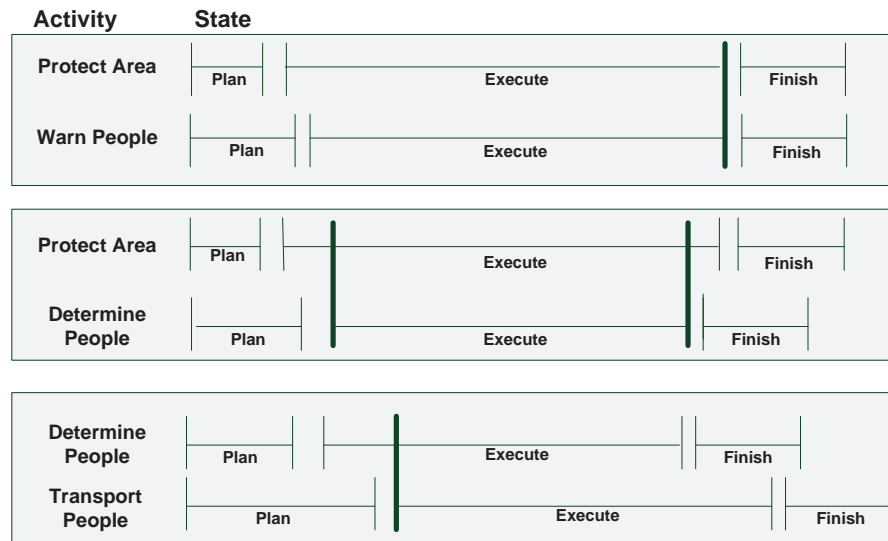 Activity State
Protect Area
Plan Execute Finish
Warn People
Plan Execute Finish
Protect Area
Plan Execute Finish
Determine
People
Plan Execute Finish
Determine
People
Plan Execute Finish
Transport
People
Plan Execute Finish